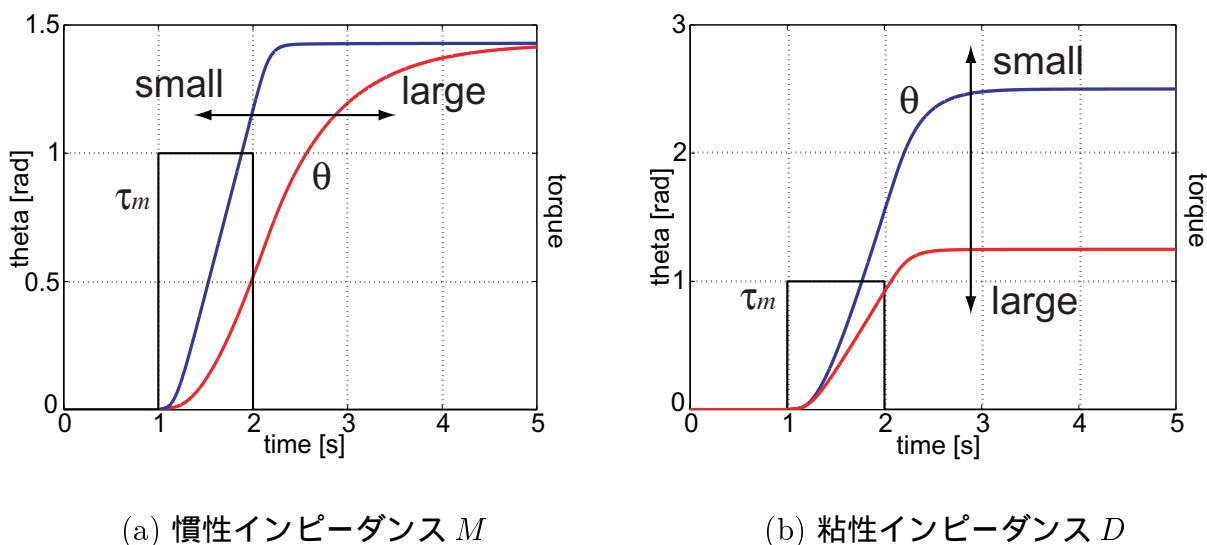 1.5
1
0.5
0
0
1
2
3
4
5
theta [rad]
time [s]
torque
small
large
τm
θ
(a) 慣性インピーダンス M
3
2
1
0
0
1
2
3
4
5
theta [rad]
time [s]
torque
small
large
τm
θ
(b) 粘性インピーダンス D